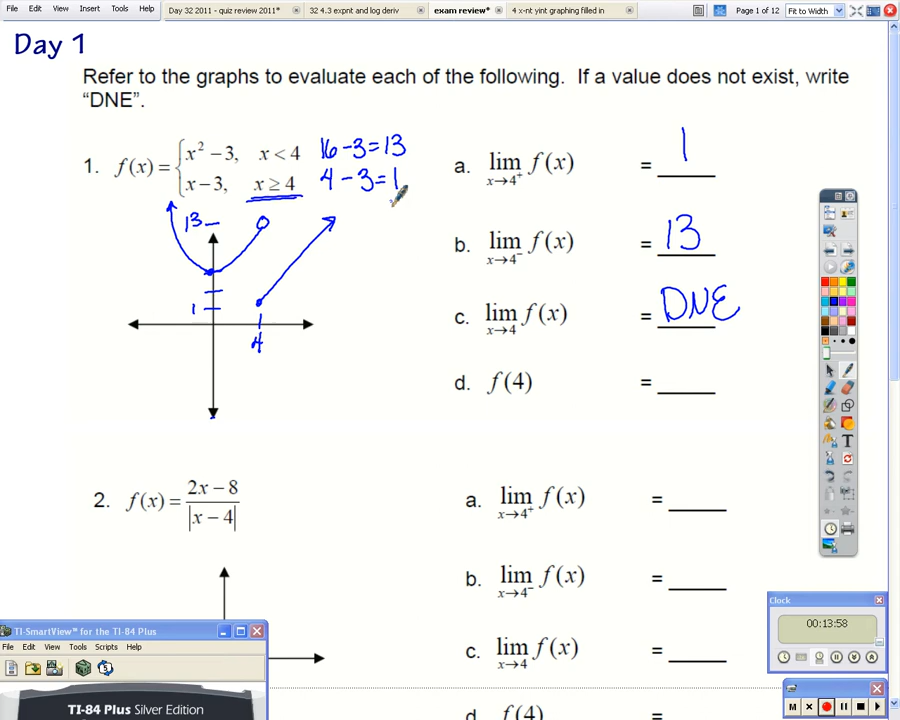 File Edit View Insert Tools Help
Day 32 2011 - quiz review 2011*
32 4.3 expnt and log deriv
exam review*
4 x-nt yint graphing filled in
Page 1 of 12
Fit to Width
Day 1
Refer to the graphs to evaluate each of the following. If a value does not exist, write
“DNE”.
1. f(x) = { x² − 3, x < 4
x − 3, x ≥ 4
16 − 3 = 13
4 − 3 = 1
13
1
4
a. lim x→4⁺ f(x) = 1
b. lim x→4⁻ f(x) = 13
c. lim x→4 f(x) = DNE
d. f(4) = ____
2. f(x) = (2x − 8) / |x − 4|
a. lim x→4⁺ f(x) = ____
b. lim x→4⁻ f(x) = ____
c. lim x→4 f(x) = ____
d. f(4)
TI-SmartView™ for the TI-84 Plus
File View Tools Scripts Help
TI-84 Plus Silver Edition
Clock
00:13:58